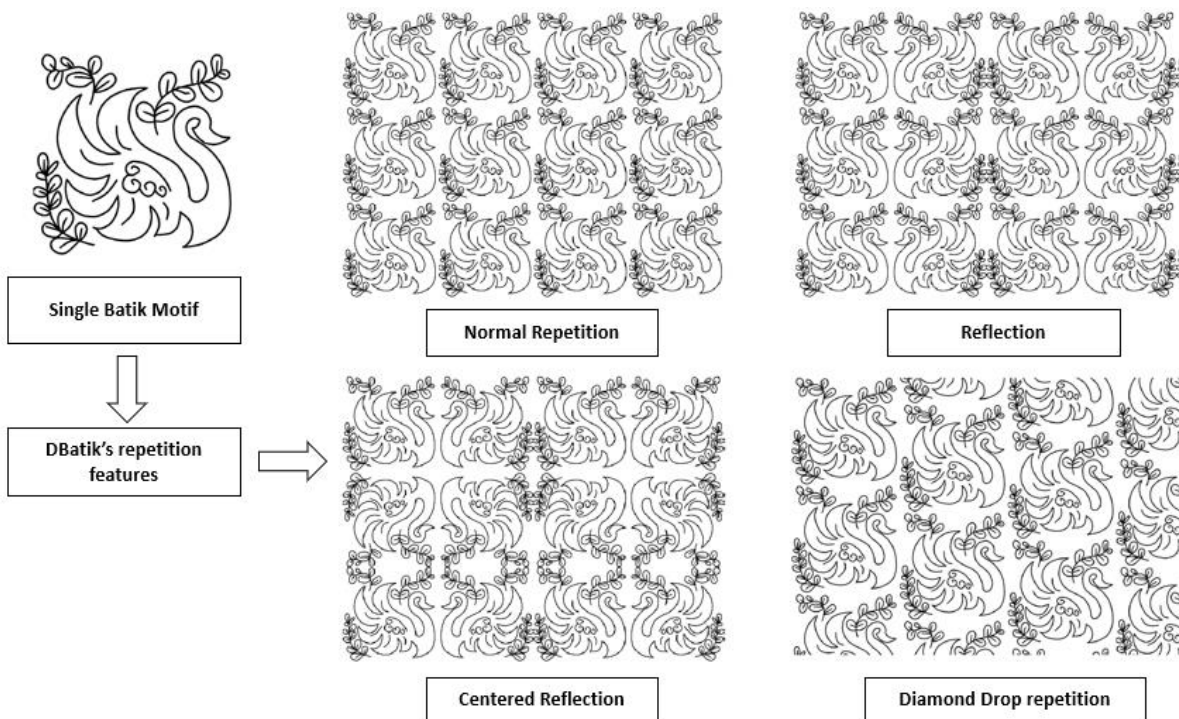 Single Batik Motif
DBatik's repetition
features
Normal Repetition
Reflection
Centered Reflection
Diamond Drop repetition